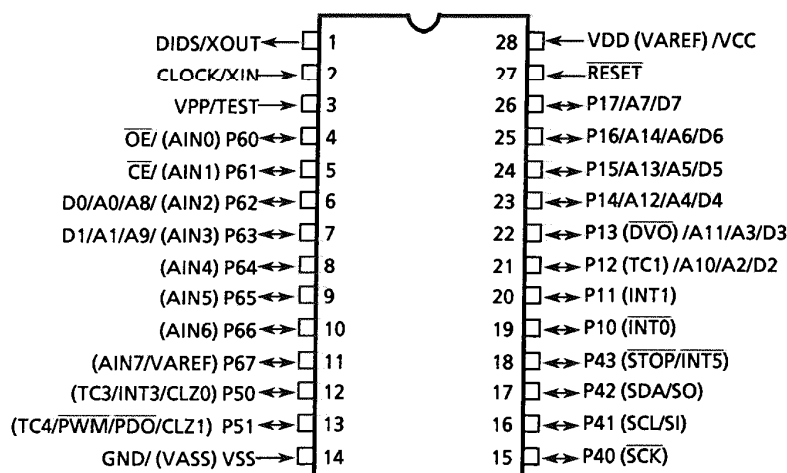 DIDS/XOUT 1 28 VDD (VAREF) /VCC
CLOCK/XIN 2 27 RESET
VPP/TEST 3 26 P17/A7/D7
OE/ (AIN0) P60 4 25 P16/A14/A6/D6
CE/ (AIN1) P61 5 24 P15/A13/A5/D5
D0/A0/A8/ (AIN2) P62 6 23 P14/A12/A4/D4
D1/A1/A9/ (AIN3) P63 7 22 P13 (DVO) /A11/A3/D3
(AIN4) P64 8 21 P12 (TC1) /A10/A2/D2
(AIN5) P65 9 20 P11 (INT1)
(AIN6) P66 10 19 P10 (INT0)
(AIN7/VAREF) P67 11 18 P43 (STOP/INT5)
(TC3/INT3/CLZ0) P50 12 17 P42 (SDA/SO)
(TC4/PWM/PDO/CLZ1) P51 13 16 P41 (SCL/SI)
GND/ (VASS) VSS 14 15 P40 (SCK)